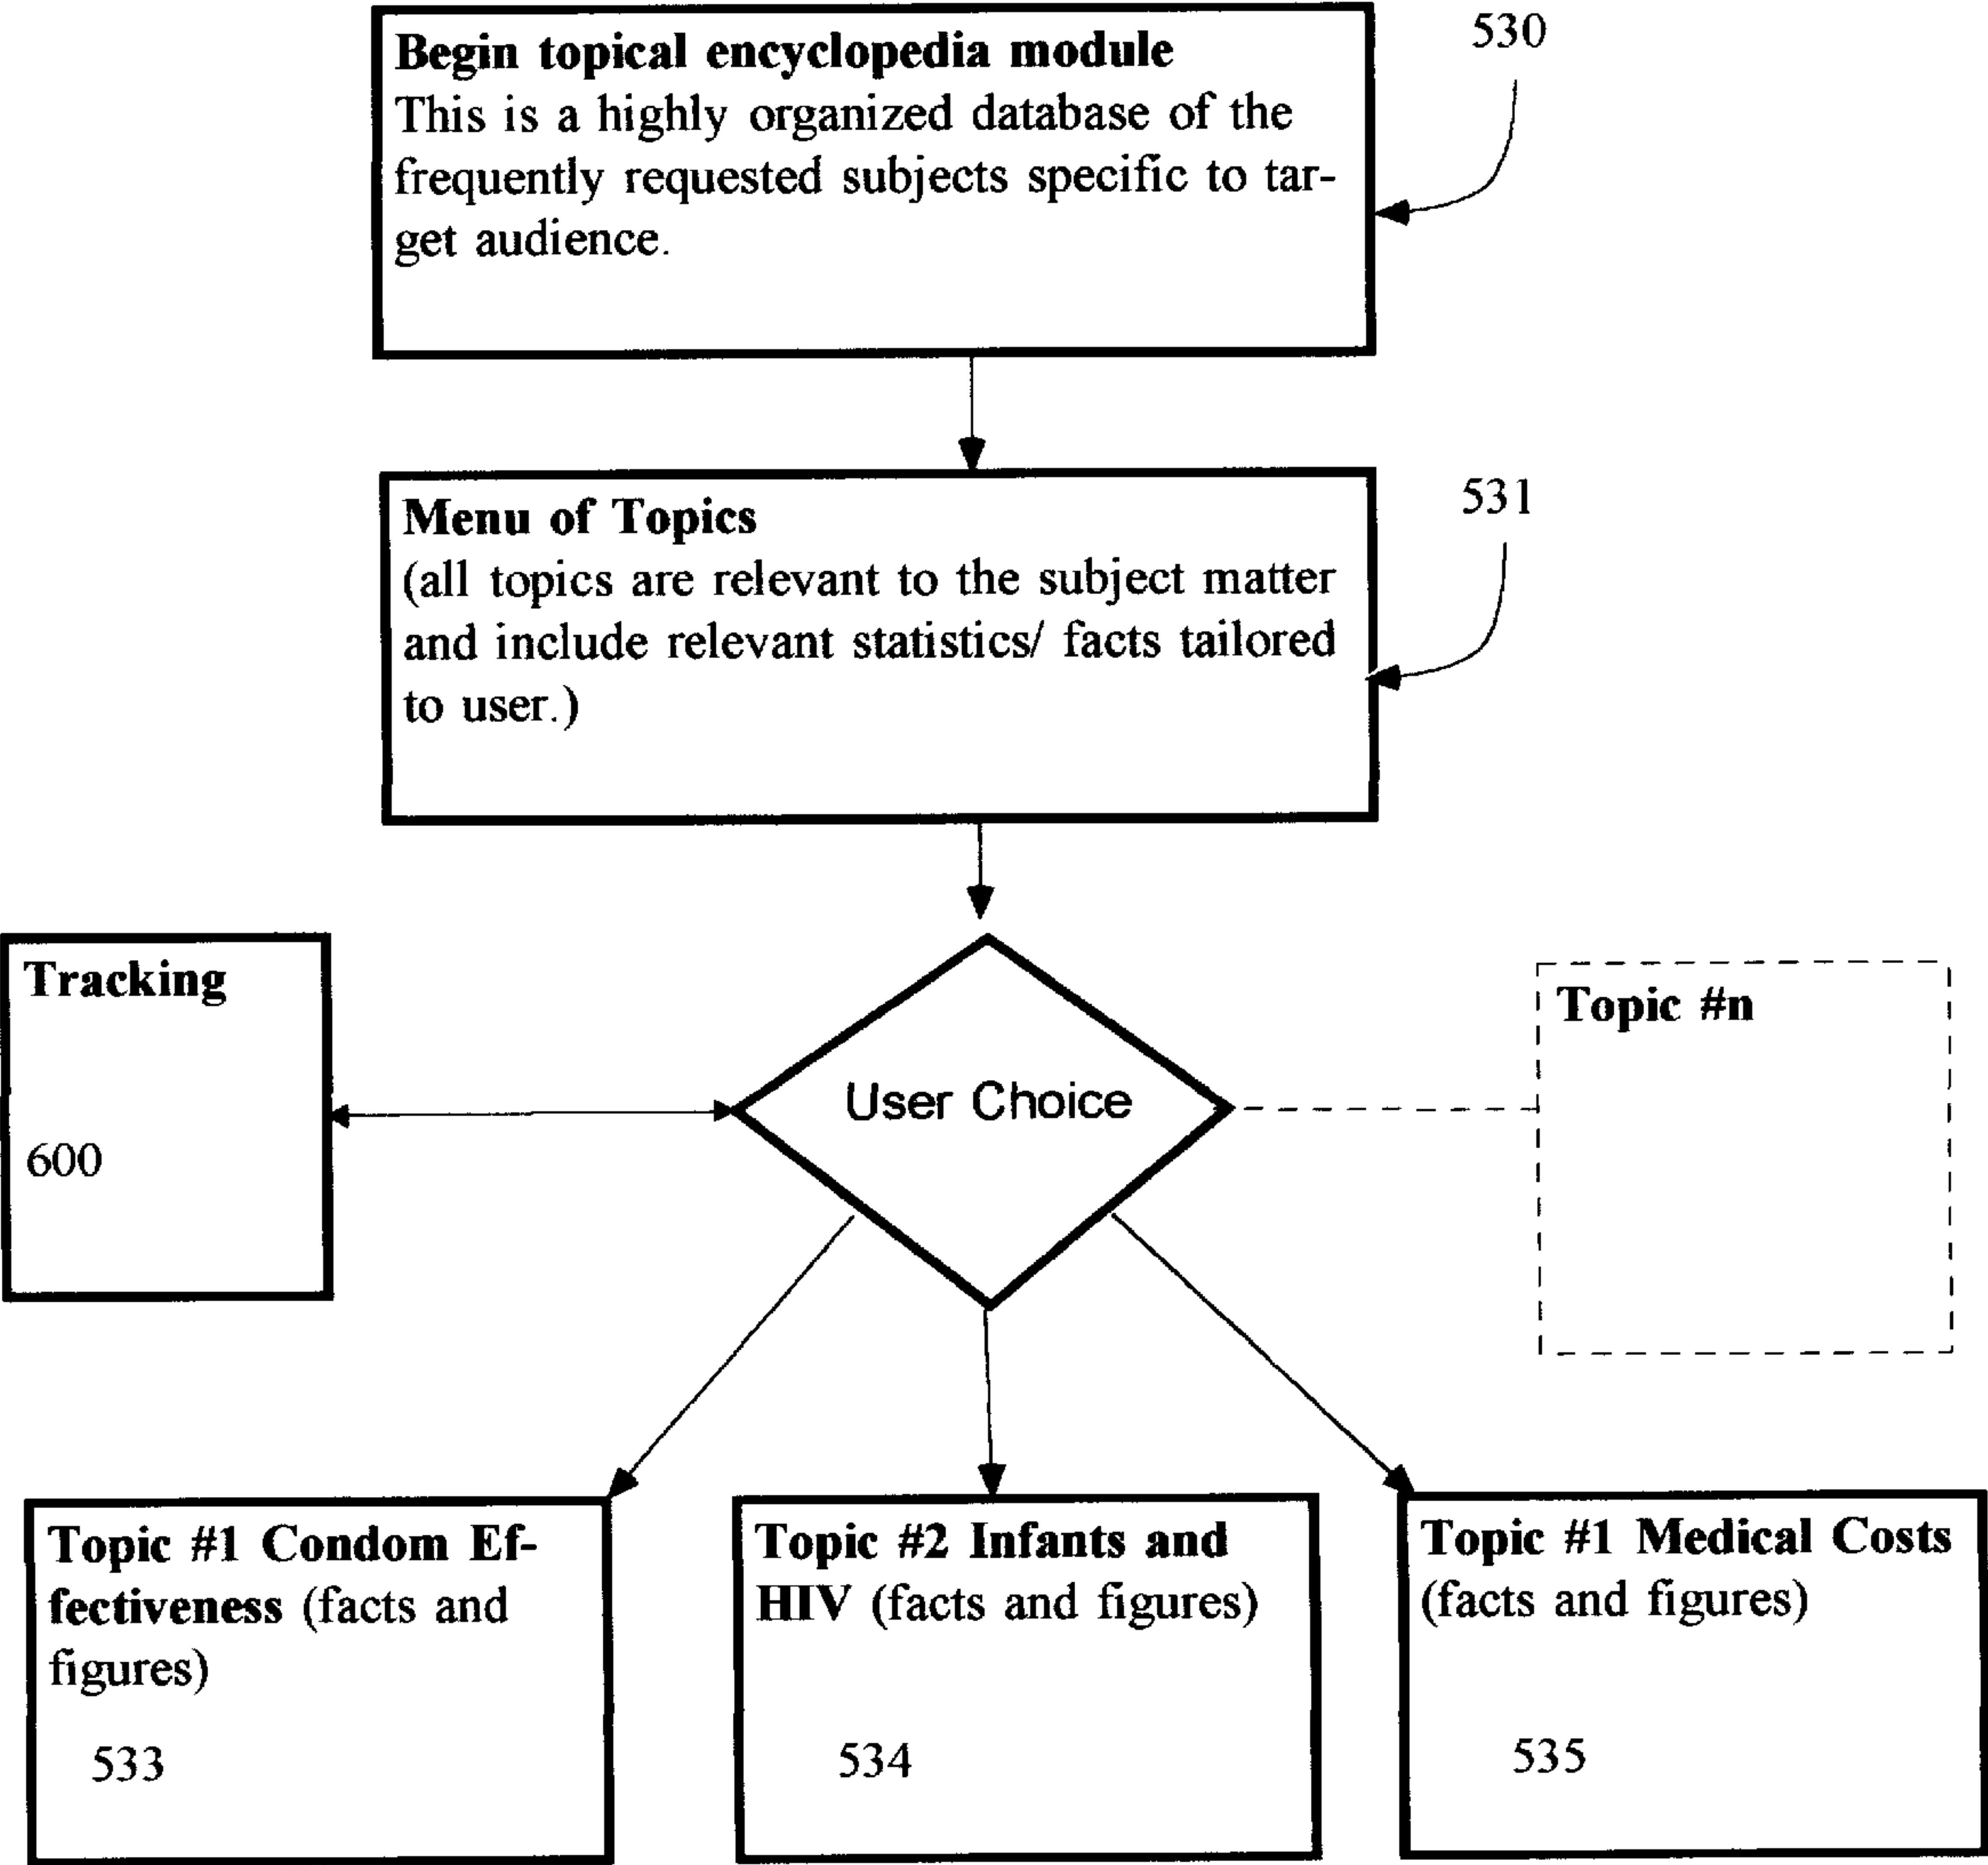 Begin topical encyclopedia module
This is a highly organized database of the
frequently requested subjects specific to tar-
get audience.
530
Menu of Topics
(all topics are relevant to the subject matter
and include relevant statistics/ facts tailored
to user.)
531
Tracking
600
User Choice
Topic #n
Topic #1 Condom Ef-
fectiveness (facts and
figures)
533
Topic #2 Infants and
HIV (facts and figures)
534
Topic #1 Medical Costs
(facts and figures)
535